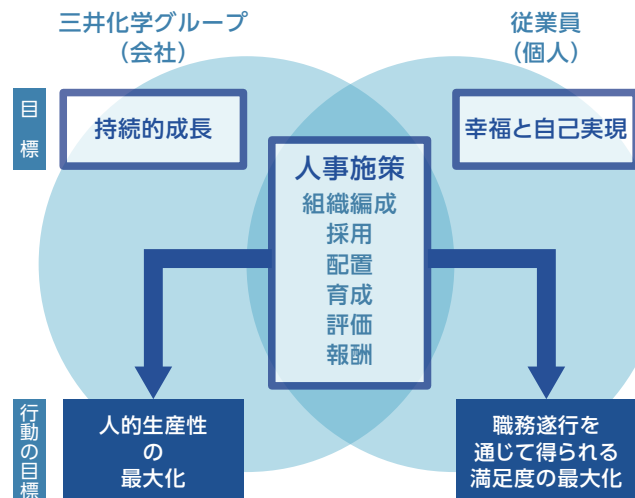 三井化学グループ
（会社）
従業員
（個人）
目標
持続的成長
幸福と自己実現
人事施策
組織編成
採用
配置
育成
評価
報酬
行動の目標
人的生産性
の
最大化
職務遂行を
通じて得られる
満足度の最大化